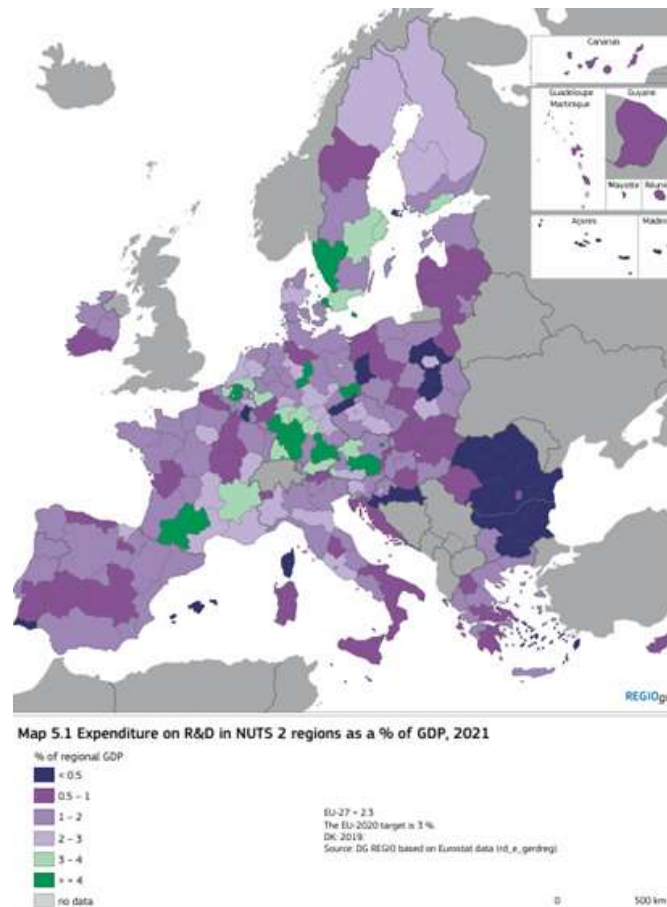 Canarias
Guadeloupe
Martinique
Guyane
Mayotte
Réunion
Açores
Madeira
REGIOgis
Map 5.1 Expenditure on R&D in NUTS 2 regions as a % of GDP, 2021
% of regional GDP
< 0.5
0.5 – 1
1 – 2
2 – 3
3 – 4
> = 4
no data
EU-27 = 2.3
The EU-2020 target is 3 %.
DK: 2019.
Source: DG REGIO based on Eurostat data (rd_e_gerdreg)
0
500 km